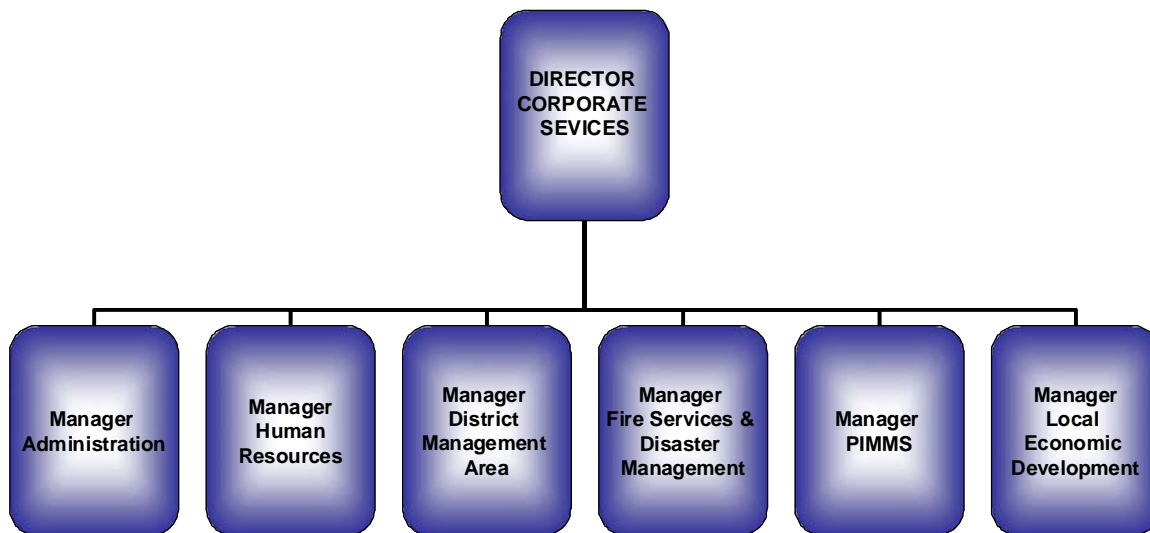 DIRECTOR
CORPORATE
SEVICES
Manager
Administration
Manager
Human
Resources
Manager
District
Management
Area
Manager
Fire Services &
Disaster
Management
Manager
PIMMS
Manager
Local
Economic
Development